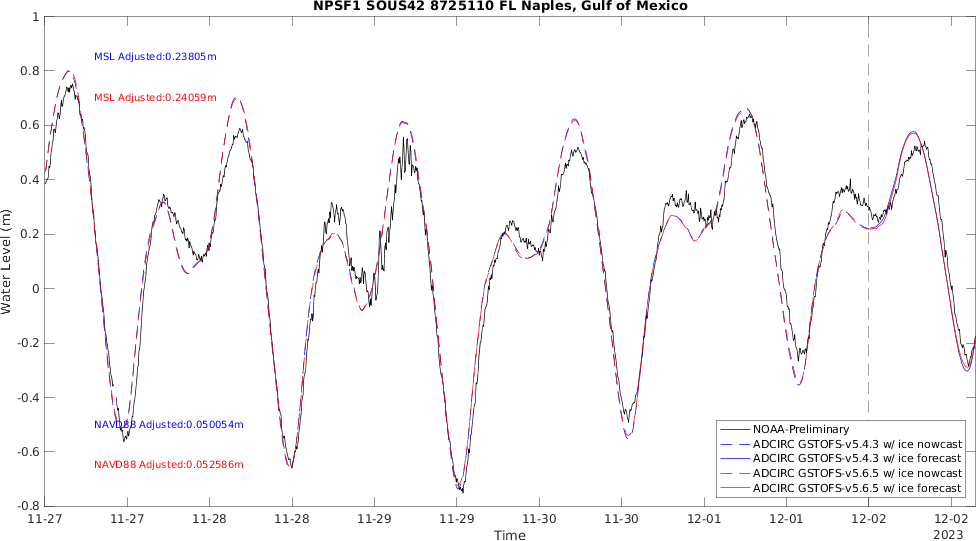 NPSF1 SOUS42 8725110 FL Naples, Gulf of Mexico
1
0.8
0.6
0.4
0.2
0
-0.2
-0.4
-0.6
-0.8
Water Level (m)
MSL Adjusted:0.23805m
MSL Adjusted:0.24059m
NAVD88 Adjusted:0.050054m
NAVD88 Adjusted:0.052586m
NOAA-Preliminary
ADCIRC GSTOFS-v5.4.3 w/ ice nowcast
ADCIRC GSTOFS-v5.4.3 w/ ice forecast
ADCIRC GSTOFS-v5.6.5 w/ ice nowcast
ADCIRC GSTOFS-v5.6.5 w/ ice forecast
11-27 11-27 11-28 11-28 11-29 11-29 11-30 11-30 12-01 12-01 12-02 12-02
2023
Time